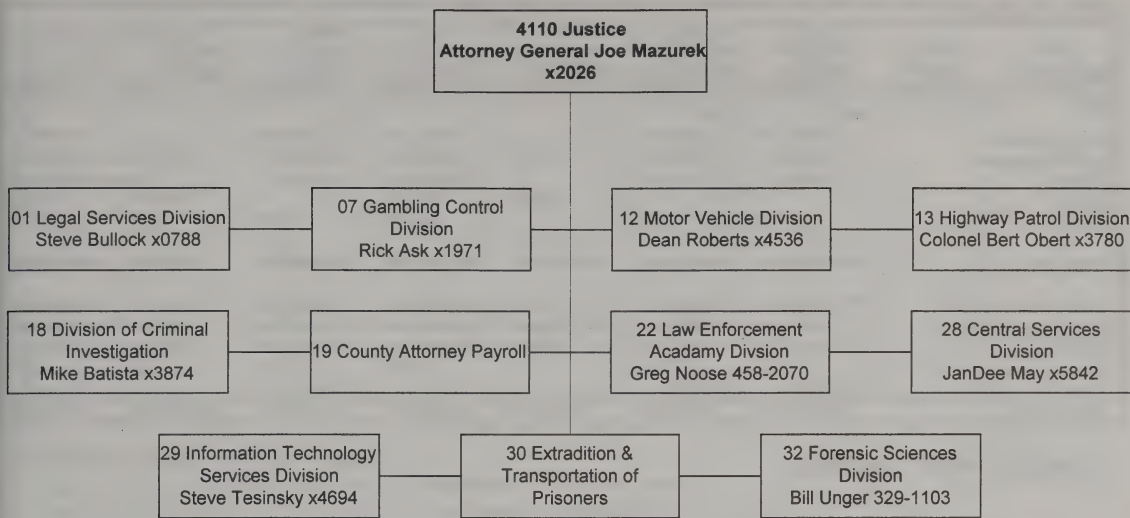 4110 Justice
Attorney General Joe Mazurek
x2026
01 Legal Services Division
Steve Bullock x0788
07 Gambling Control
Division
Rick Ask x1971
12 Motor Vehicle Division
Dean Roberts x4536
13 Highway Patrol Division
Colonel Bert Obert x3780
18 Division of Criminal
Investigation
Mike Batista x3874
19 County Attorney Payroll
22 Law Enforcement
Acadamy Divsion
Greg Noose 458-2070
28 Central Services
Division
JanDee May x5842
29 Information Technology
Services Division
Steve Tesinsky x4694
30 Extradition &
Transportation of
Prisoners
32 Forensic Sciences
Division
Bill Unger 329-1103